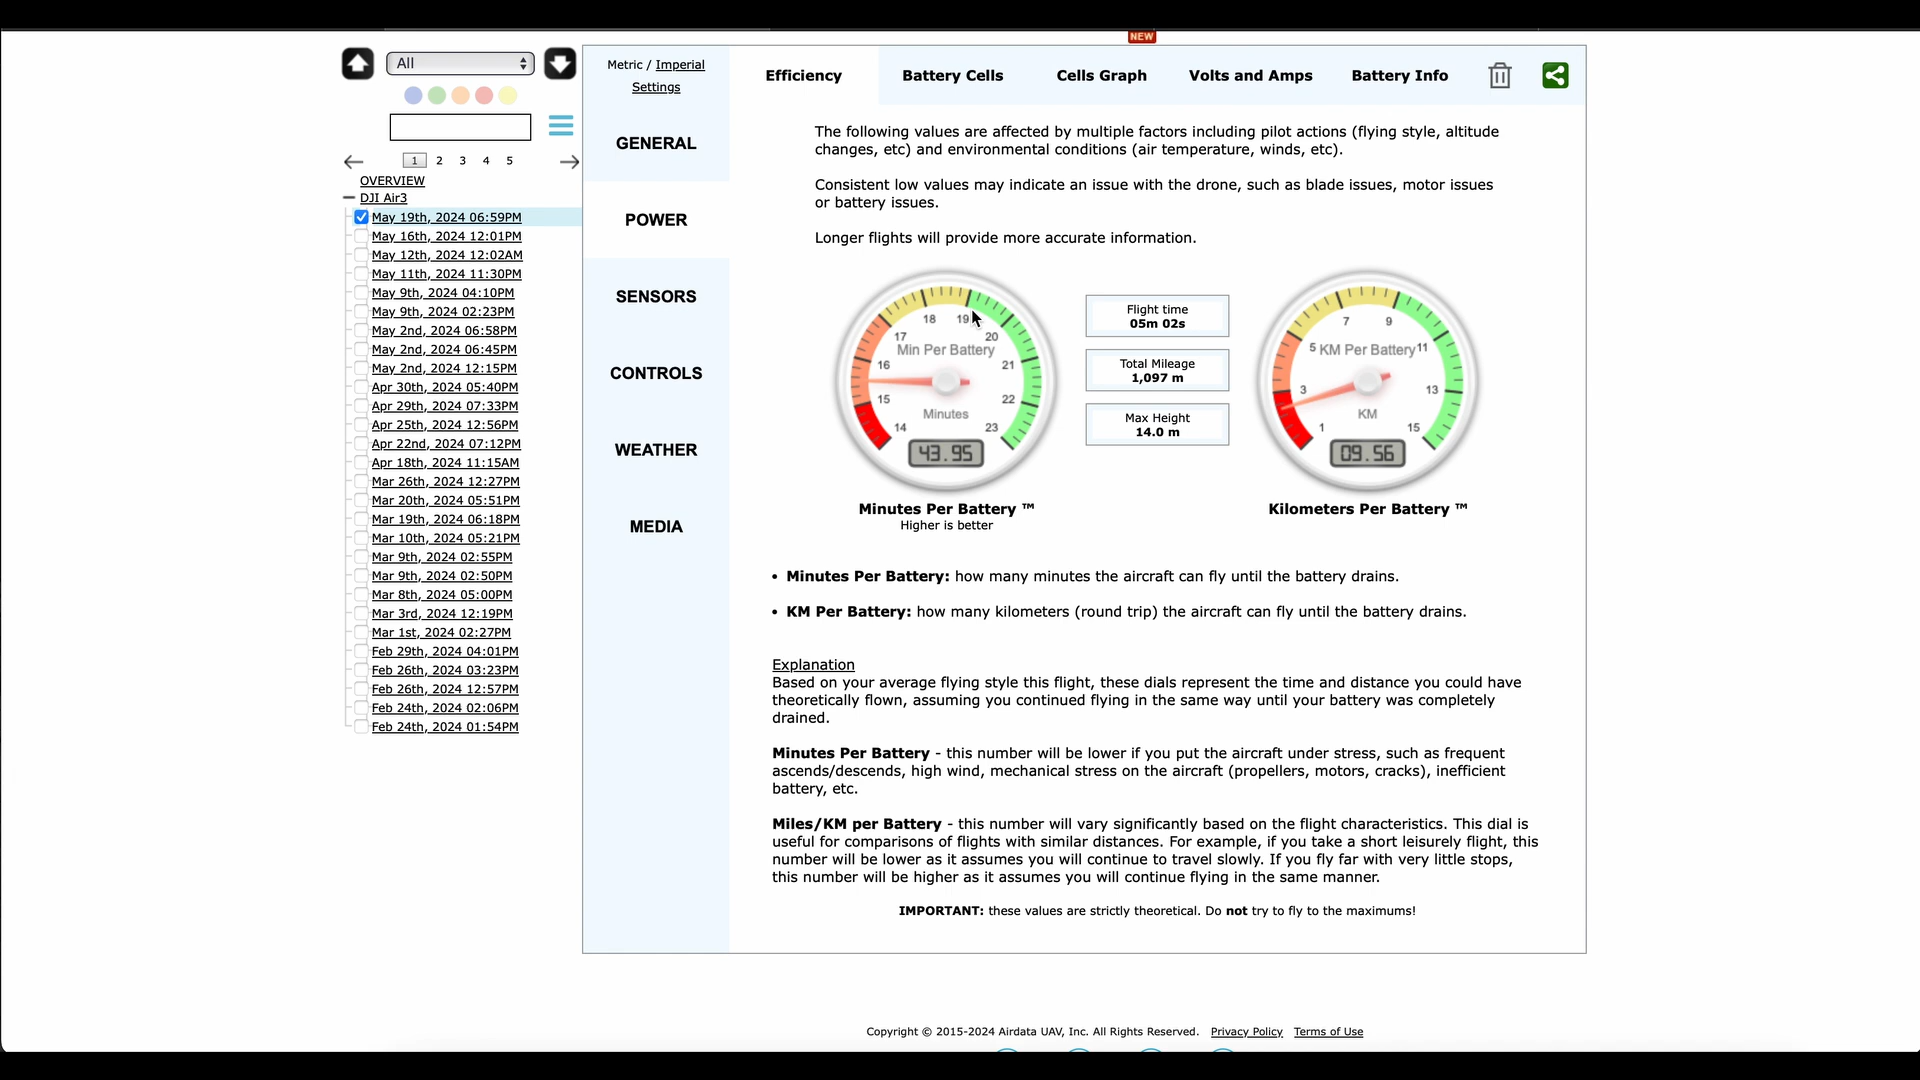 NEW
All
1 2 3 4 5
OVERVIEW
DJI Air3
May 19th, 2024 06:59PM
May 16th, 2024 12:01PM
May 12th, 2024 12:02AM
May 11th, 2024 11:30PM
May 9th, 2024 04:10PM
May 9th, 2024 02:23PM
May 2nd, 2024 06:58PM
May 2nd, 2024 06:45PM
May 2nd, 2024 12:15PM
Apr 30th, 2024 05:40PM
Apr 29th, 2024 07:33PM
Apr 25th, 2024 12:56PM
Apr 22nd, 2024 07:12PM
Apr 18th, 2024 11:15AM
Mar 26th, 2024 12:27PM
Mar 20th, 2024 05:51PM
Mar 19th, 2024 06:18PM
Mar 10th, 2024 05:21PM
Mar 9th, 2024 02:55PM
Mar 9th, 2024 02:50PM
Mar 8th, 2024 05:00PM
Mar 3rd, 2024 12:19PM
Mar 1st, 2024 02:27PM
Feb 29th, 2024 04:01PM
Feb 26th, 2024 03:23PM
Feb 26th, 2024 12:57PM
Feb 24th, 2024 02:06PM
Feb 24th, 2024 01:54PM
Metric / Imperial
Settings
GENERAL
POWER
SENSORS
CONTROLS
WEATHER
MEDIA
Efficiency Battery Cells Cells Graph Volts and Amps Battery Info
The following values are affected by multiple factors including pilot actions (flying style, altitude
changes, etc) and environmental conditions (air temperature, winds, etc).
Consistent low values may indicate an issue with the drone, such as blade issues, motor issues
or battery issues.
Longer flights will provide more accurate information.
14 15 16 17 18 19 20 21 22 23
Min Per Battery
Minutes
43.95
Minutes Per Battery ™
Higher is better
Flight time
05m 02s
Total Mileage
1,097 m
Max Height
14.0 m
1 3 5 7 9 11 13 15
KM Per Battery
KM
09.56
Kilometers Per Battery ™
• Minutes Per Battery: how many minutes the aircraft can fly until the battery drains.
• KM Per Battery: how many kilometers (round trip) the aircraft can fly until the battery drains.
Explanation
Based on your average flying style this flight, these dials represent the time and distance you could have
theoretically flown, assuming you continued flying in the same way until your battery was completely
drained.
Minutes Per Battery - this number will be lower if you put the aircraft under stress, such as frequent
ascends/descends, high wind, mechanical stress on the aircraft (propellers, motors, cracks), inefficient
battery, etc.
Miles/KM per Battery - this number will vary significantly based on the flight characteristics. This dial is
useful for comparisons of flights with similar distances. For example, if you take a short leisurely flight, this
number will be lower as it assumes you will continue to travel slowly. If you fly far with very little stops,
this number will be higher as it assumes you will continue flying in the same manner.
IMPORTANT: these values are strictly theoretical. Do not try to fly to the maximums!
Copyright © 2015-2024 Airdata UAV, Inc. All Rights Reserved. Privacy Policy Terms of Use